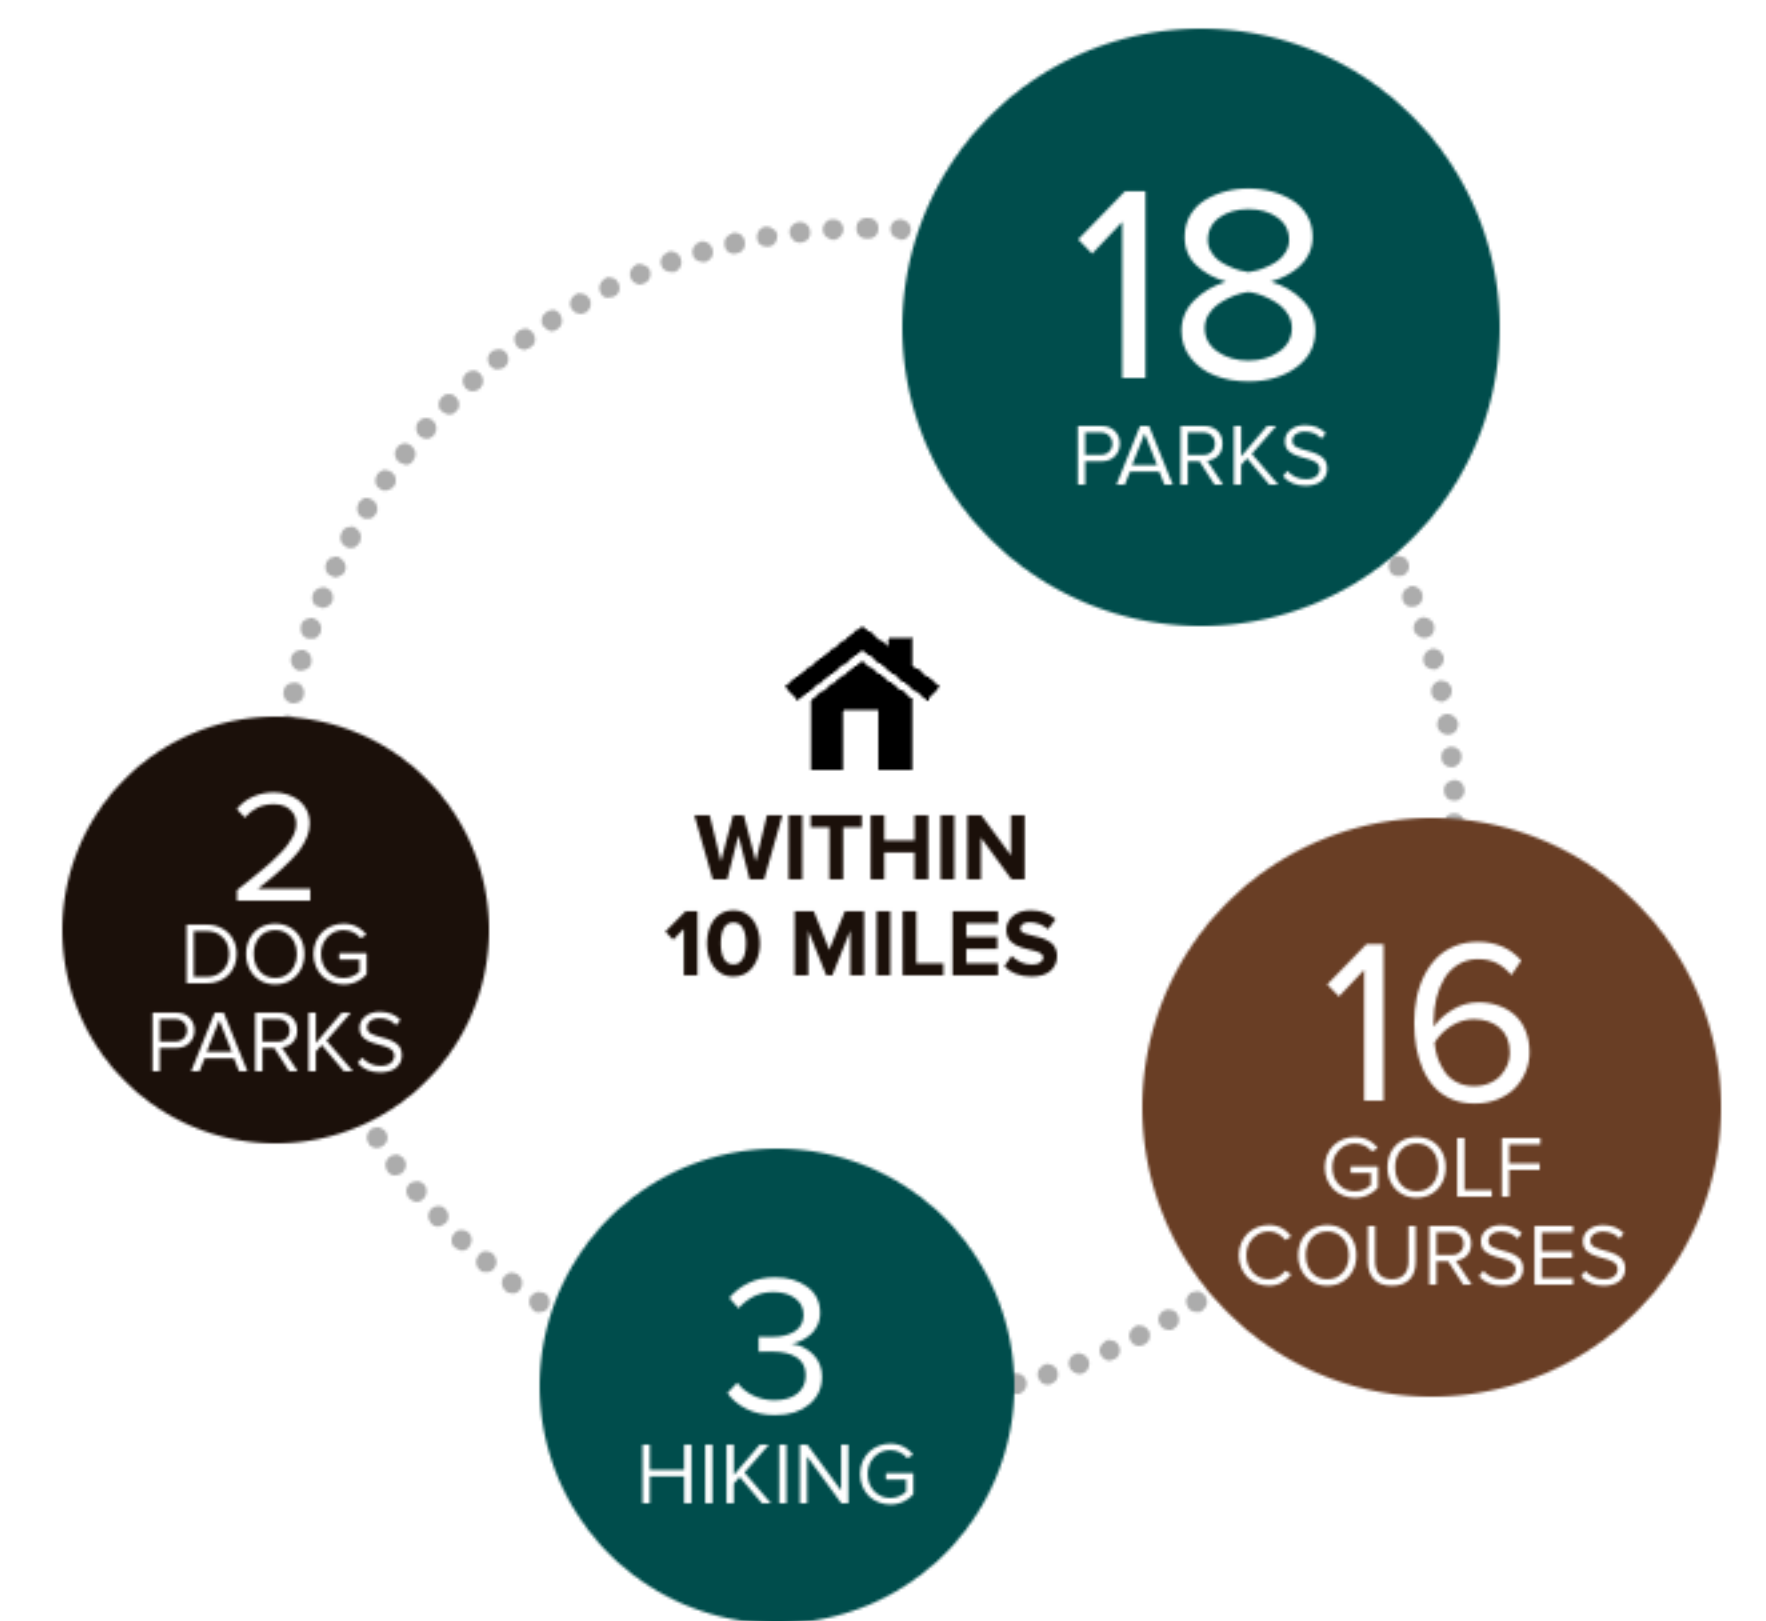 18
PARKS
2
DOG
PARKS
WITHIN
10 MILES
16
GOLF
COURSES
3
HIKING